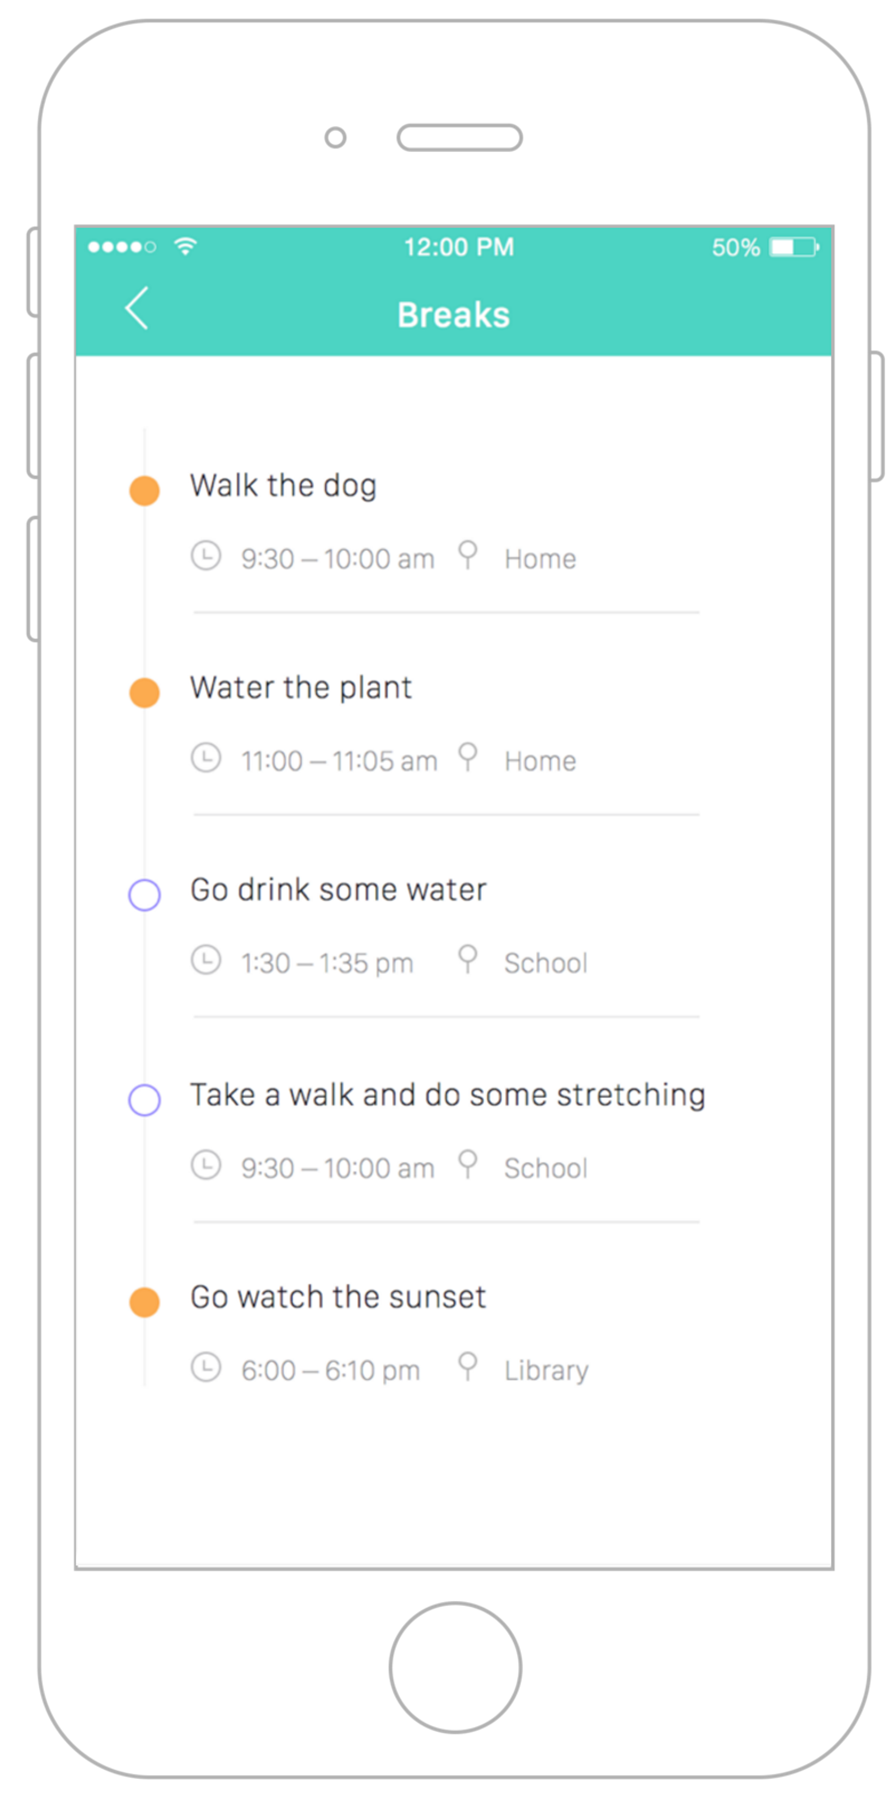 12:00 PM 50%
Breaks
Walk the dog
9:30 – 10:00 am Home
Water the plant
11:00 – 11:05 am Home
Go drink some water
1:30 – 1:35 pm School
Take a walk and do some stretching
9:30 – 10:00 am School
Go watch the sunset
6:00 – 6:10 pm Library